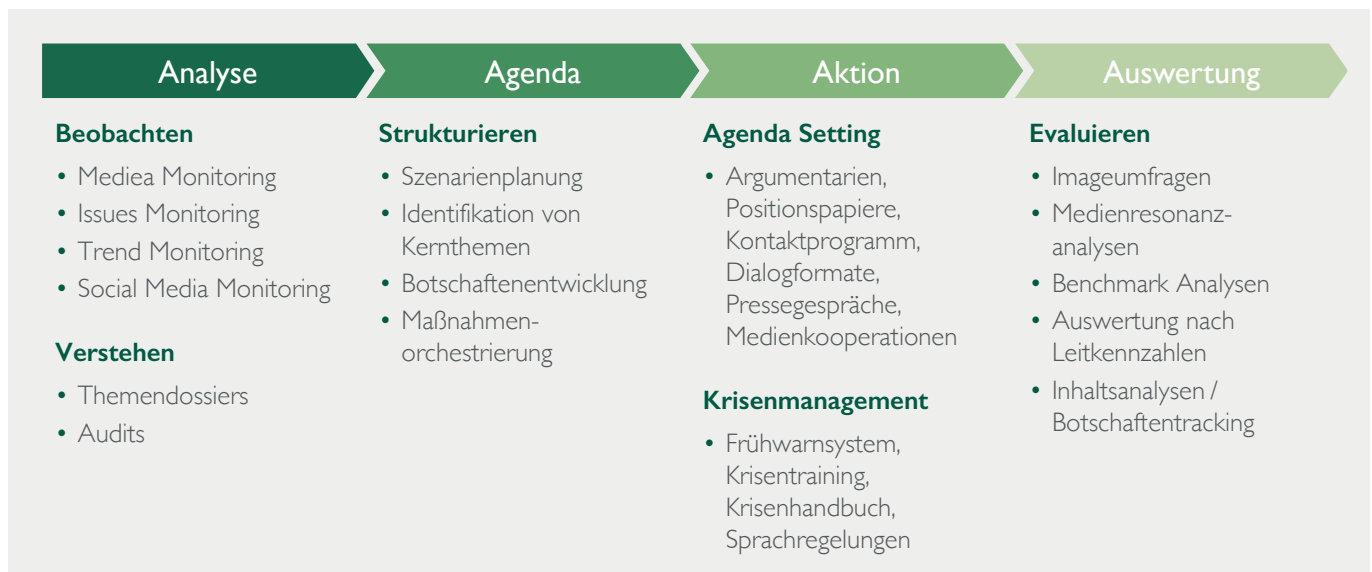 Analyse
Agenda
Aktion
Auswertung
Beobachten
• Mediea Monitoring
• Issues Monitoring
• Trend Monitoring
• Social Media Monitoring
Verstehen
• Themendossiers
• Audits
Strukturieren
• Szenarienplanung
• Identifikation von
Kernthemen
• Botschaftenentwicklung
• Maßnahmen-
orchestrierung
Agenda Setting
• Argumentarien,
Positionspapiere,
Kontaktprogramm,
Dialogformate,
Pressegespräche,
Medienkooperationen
Krisenmanagement
• Frühwarnsystem,
Krisentraining,
Krisenhandbuch,
Sprachregelungen
Evaluieren
• Imageumfragen
• Medienresonanz-
analysen
• Benchmark Analysen
• Auswertung nach
Leitkennzahlen
• Inhaltsanalysen /
Botschaftentracking